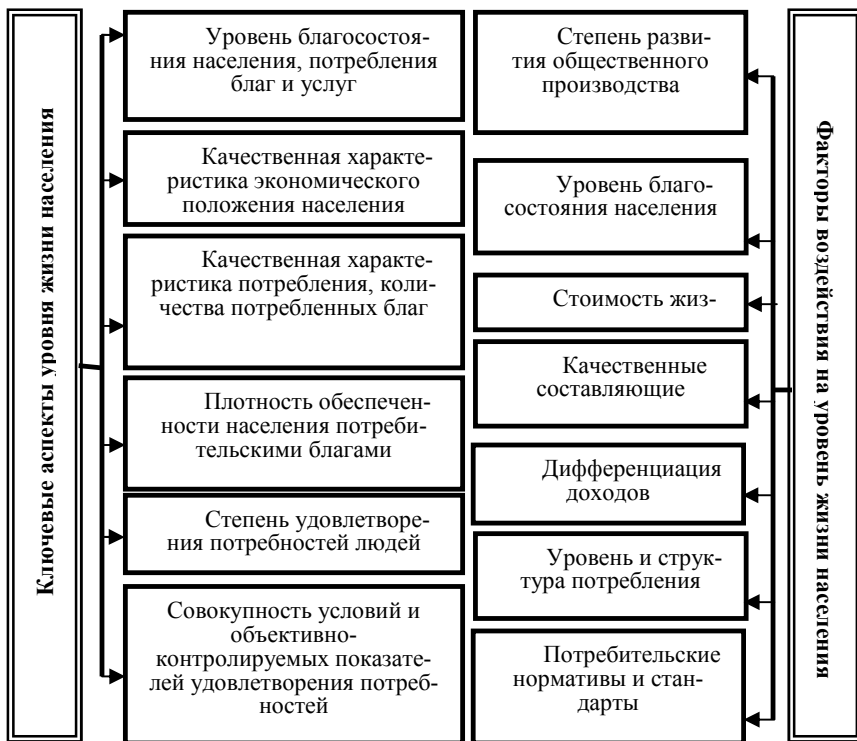 Ключевые аспекты уровня жизни населения
Уровень благосостоя-
ния населения, потребления
благ и услуг
Качественная характе-
ристика экономического
положения населения
Качественная характе-
ристика потребления, коли-
чества потребленных благ
Плотность обеспечен-
ности населения потреби-
тельскими благами
Степень удовлетворе-
ния потребностей людей
Совокупность условий и
объективно-
контролируемых показате-
лей удовлетворения потреб-
ностей
Степень разви-
тия общественного
производства
Уровень благо-
состояния населения
Стоимость жиз-
Качественные
составляющие
Дифференциация
доходов
Уровень и струк-
тура потребления
Потребительские
нормативы и стан-
дарты
Факторы воздействия на уровень жизни населения